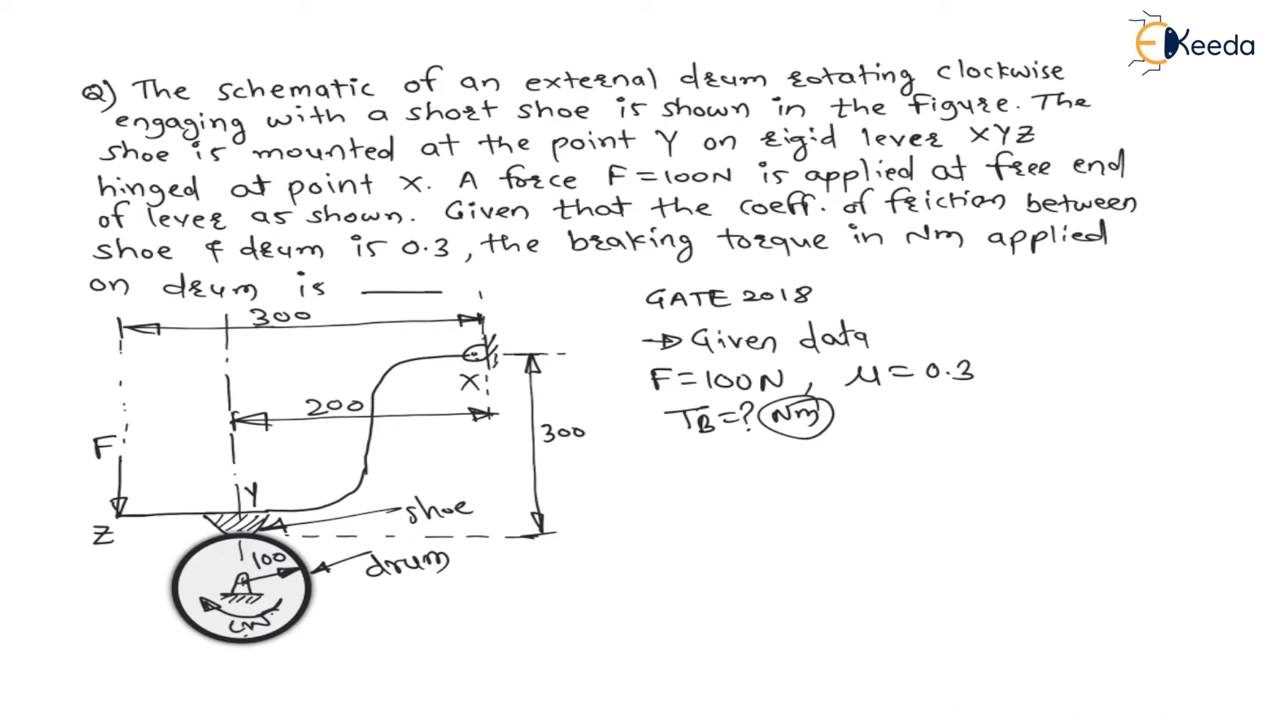 EKeeda
Q) The schematic of an external drum rotating clockwise
engaging with a short shoe is shown in the figure. The
shoe is mounted at the point Y on rigid lever XYZ
hinged at point X. A force F=100N is applied at free end
of lever as shown. Given that the coeff. of friction between
shoe & drum is 0.3, the braking torque in Nm applied
on drum is ____
GATE 2018
300
→ Given data
X
F=100N, μ=0.3
200
TB=? Nm
300
F
Y
shoe
Z
100
drum
C.W.